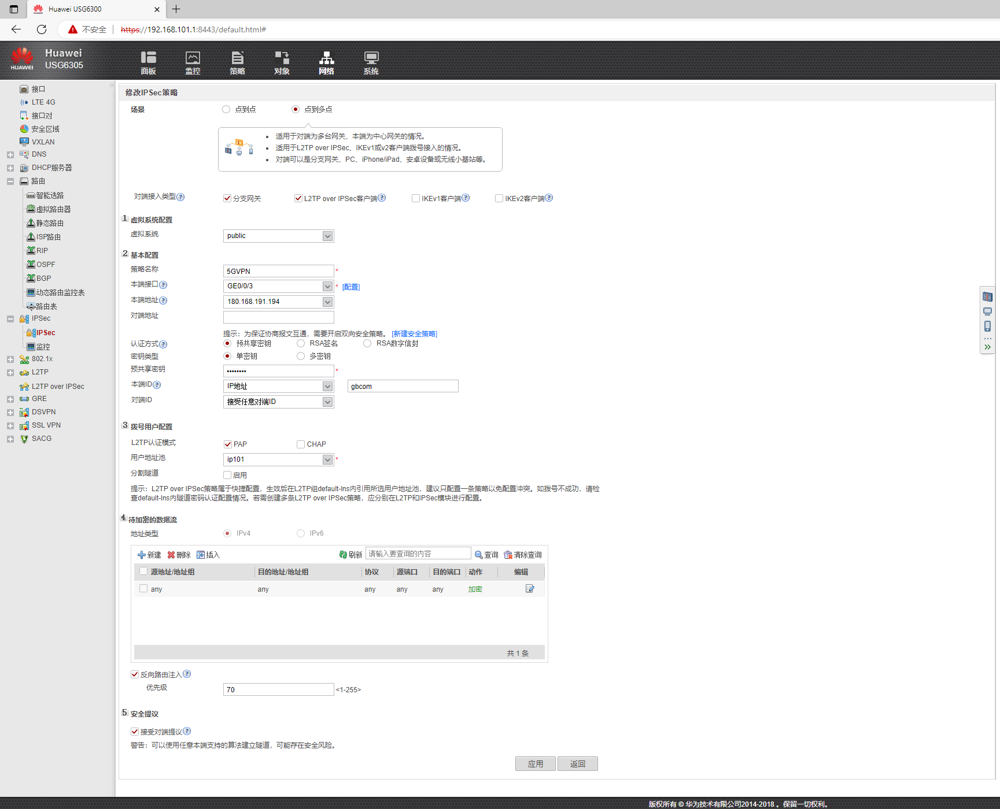 Huawei USG6300
不安全
https://192.168.101.1:8443/default.html#
HUAWEI
Huawei
USG6305
面板
监控
策略
对象
网络
系统
接口
LTE 4G
接口对
安全区域
VXLAN
DNS
DHCP服务器
路由
智能选路
虚拟路由器
静态路由
ISP路由
RIP
OSPF
BGP
动态路由监控表
路由表
IPSec
IPSec
监控
802.1x
L2TP
L2TP over IPSec
GRE
DSVPN
SSL VPN
SACG
修改IPSec策略
场景 点到点 点到多点
适用于对端为多台网关、本端为中心网关的情况。
适用于L2TP over IPSec、IKEv1或v2客户端拨号接入的情况。
对端可以是分支网关、PC、iPhone/iPad、安卓设备或无线小基站等。
对端接入类型 分支网关 L2TP over IPSec客户端 IKEv1客户端 IKEv2客户端
1 虚拟系统配置
虚拟系统 public
2 基本配置
策略名称 5GVPN *
本端接口 GE0/0/3 * [配置]
本端地址 180.168.191.194
对端地址
提示：为保证协商报文互通，需要开启双向安全策略。 [新建安全策略]
认证方式 预共享密钥 RSA签名 RSA数字信封
密钥类型 单密钥 多密钥
预共享密钥 •••••••• *
本端ID IP地址 gbcom
对端ID 接受任意对端ID
3 拨号用户配置
L2TP认证模式 PAP CHAP
用户地址池 ip101 *
分割隧道 启用
提示：L2TP over IPSec策略属于快捷配置，生效后在L2TP组default-lns内引用所选用户地址池，建议只配置一条策略以免配置冲突。如拨号不成功，请检
查default-lns内隧道密码认证配置情况。若需创建多条L2TP over IPSec策略，应分别在L2TP和IPSec模块进行配置。
4 待加密的数据流
地址类型 IPv4 IPv6
新建 删除 插入 刷新 请输入要查询的内容 查询 清除查询
源地址/地址组 目的地址/地址组 协议 源端口 目的端口 动作 编辑
any any any any any 加密
共 1 条
反向路由注入
优先级 70 <1-255>
5 安全提议
接受对端提议
警告：可以使用任意本端支持的算法建立隧道，可能存在安全风险。
应用 返回
版权所有 © 华为技术有限公司2014-2018 。保留一切权利。